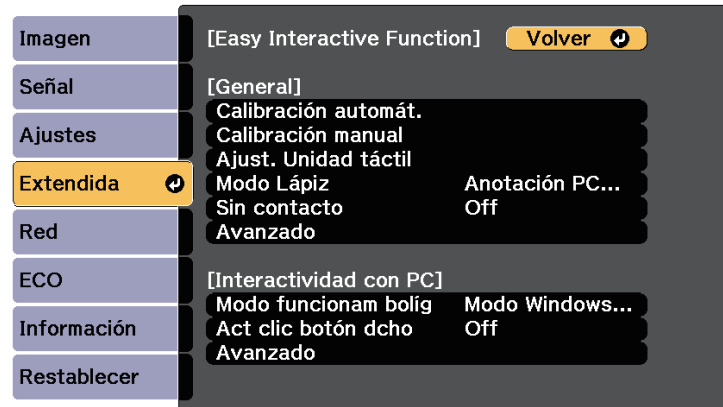 Imagen
Señal
Ajustes
Extendida
Red
ECO
Información
Restablecer
[Easy Interactive Function] Volver
[General]
Calibración automát.
Calibración manual
Ajust. Unidad táctil
Modo Lápiz Anotación PC...
Sin contacto Off
Avanzado
[Interactividad con PC]
Modo funcionam bolíg Modo Windows...
Act clic botón dcho Off
Avanzado